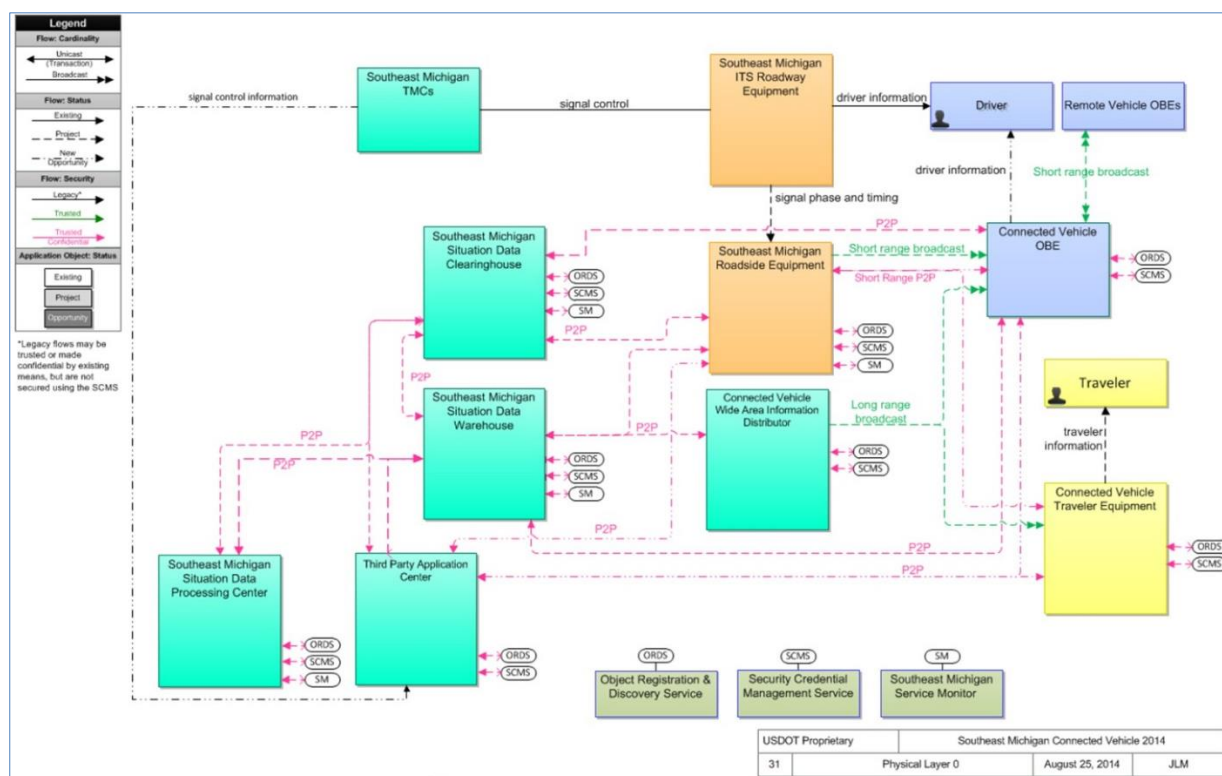 Legend
Flow: Cardinality
Unicast
(Transaction)
Broadcast
Flow: Status
Existing
Project
New
Opportunity
Flow: Security
Legacy*
Trusted
Trusted
Confidential
Application Object: Status
Existing
Project
Opportunity
*Legacy flows may be
trusted or made
confidential by existing
means, but are not
secured using the SCMS
signal control information
Southeast Michigan
TMCs
signal control
Southeast Michigan
ITS Roadway
Equipment
driver information
Driver
Remote Vehicle OBEs
driver information
Short range broadcast
signal phase and timing
P2P
Southeast Michigan
Situation Data
Clearinghouse
ORDS
SCMS
SM
Southeast Michigan
Roadside Equipment
ORDS
SCMS
SM
Short range broadcast
Short Range P2P
Connected Vehicle
OBE
ORDS
SCMS
P2P
P2P
Southeast Michigan
Situation Data
Warehouse
ORDS
SCMS
SM
P2P
Connected Vehicle
Wide Area Information
Distributor
ORDS
SCMS
Long range
broadcast
Traveler
traveler
information
Connected Vehicle
Traveler Equipment
ORDS
SCMS
P2P
P2P
P2P
P2P
P2P
Southeast Michigan
Situation Data
Processing Center
ORDS
SCMS
SM
Third Party Application
Center
ORDS
SCMS
ORDS
Object Registration &
Discovery Service
SCMS
Security Credential
Management Service
SM
Southeast Michigan
Service Monitor
USDOT Proprietary
Southeast Michigan Connected Vehicle 2014
31
Physical Layer 0
August 25, 2014
JLM